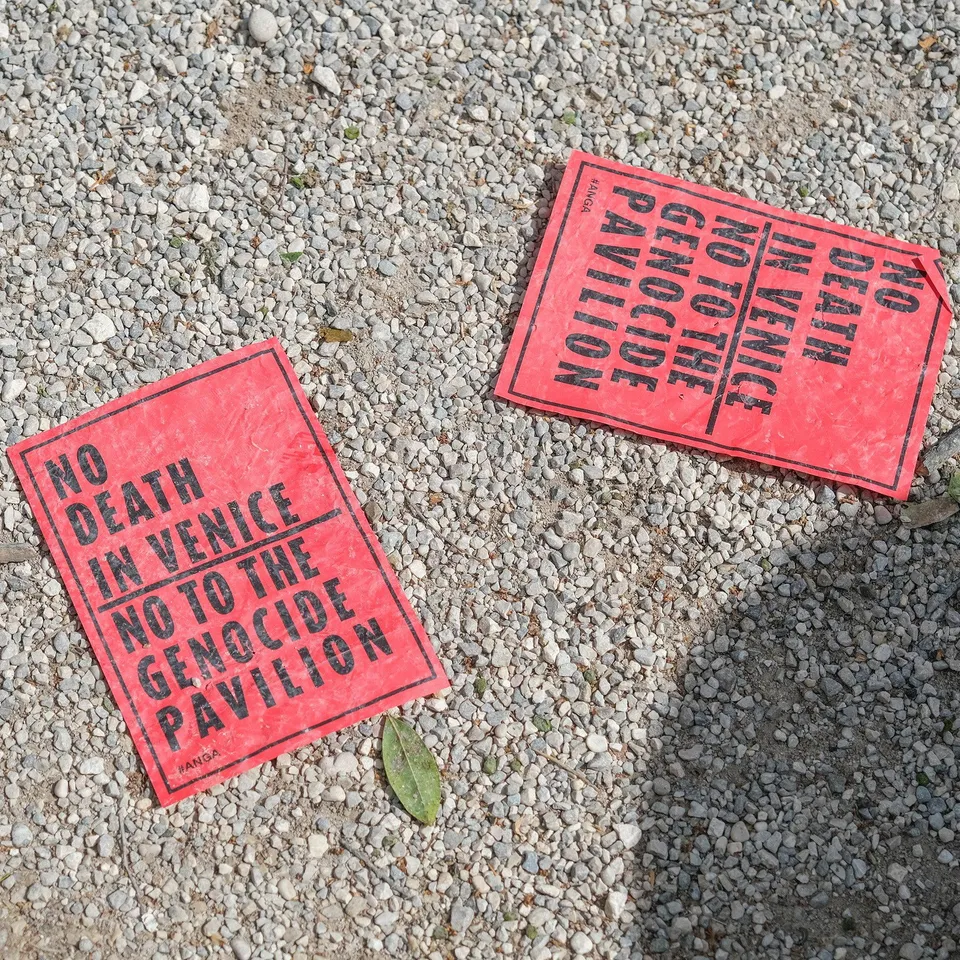 NO
DEATH
IN VENICE
NO TO THE
GENOCIDE
PAVILION
#ANGA
NO
DEATH
IN VENICE
NO TO THE
GENOCIDE
PAVILION
#ANGA